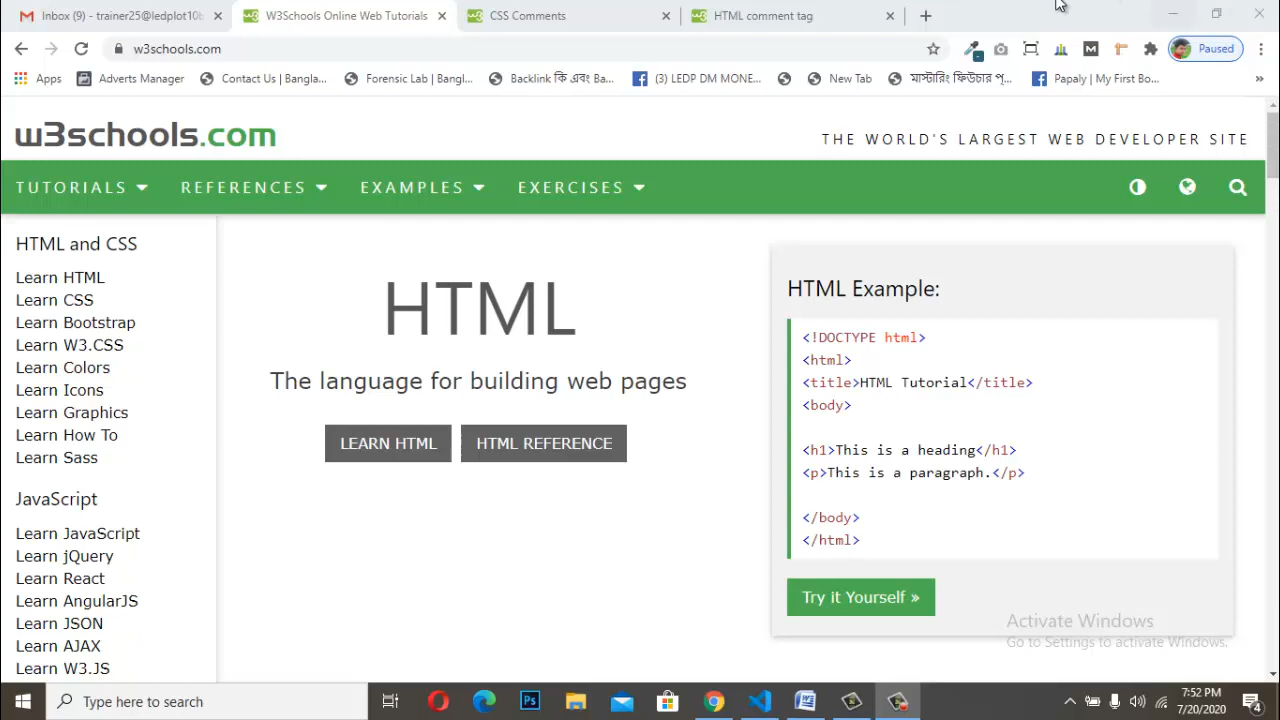 Inbox (9) - trainer25@ledplot10b
W3Schools Online Web Tutorials
CSS Comments
HTML comment tag
w3schools.com
Paused
Apps
Adverts Manager
Contact Us | Bangla...
Forensic Lab | Bangl...
Backlink কি এবং Ba...
(3) LEDP DM MONE...
New Tab
মাস্টারিং ফিউচার প্...
Papaly | My First Bo...
»
w3schools.com
THE WORLD'S LARGEST WEB DEVELOPER SITE
TUTORIALS REFERENCES EXAMPLES EXERCISES
HTML and CSS
Learn HTML
Learn CSS
Learn Bootstrap
Learn W3.CSS
Learn Colors
Learn Icons
Learn Graphics
Learn How To
Learn Sass
JavaScript
Learn JavaScript
Learn jQuery
Learn React
Learn AngularJS
Learn JSON
Learn AJAX
Learn W3.JS
HTML
The language for building web pages
LEARN HTML
HTML REFERENCE
HTML Example:
<!DOCTYPE html>
<html>
<title>HTML Tutorial</title>
<body>
<h1>This is a heading</h1>
<p>This is a paragraph.</p>
</body>
</html>
Try it Yourself »
Activate Windows
Go to Settings to activate Windows.
Type here to search
7:52 PM
7/20/2020
4